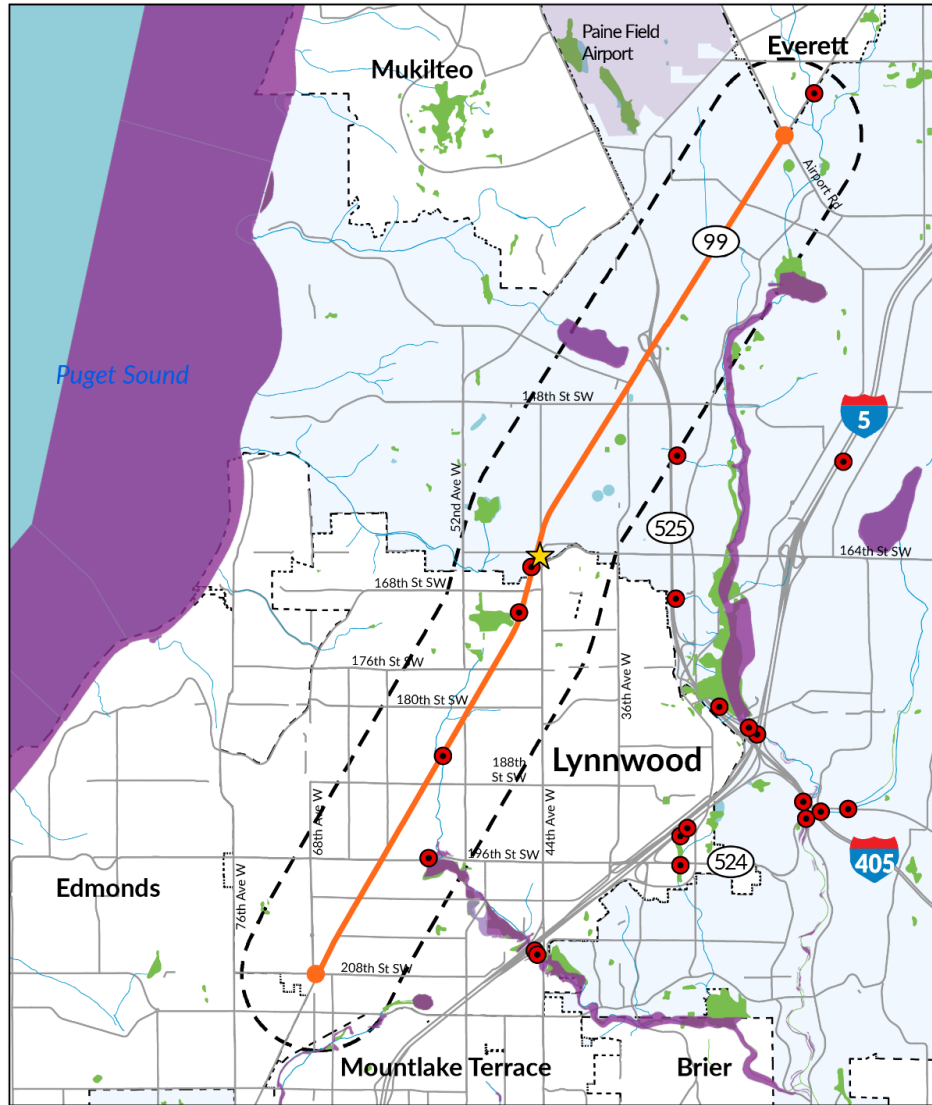 Paine Field
Airport
Everett
Mukilteo
Airport Rd
99
Puget Sound
148th St SW
5
52nd Ave W
525
164th St SW
168th St SW
36th Ave W
176th St SW
180th St SW
Lynnwood
188th
St SW
68th Ave W
44th Ave W
196th St SW
524
405
Edmonds
76th Ave W
208th St SW
Mountlake Terrace
Brier